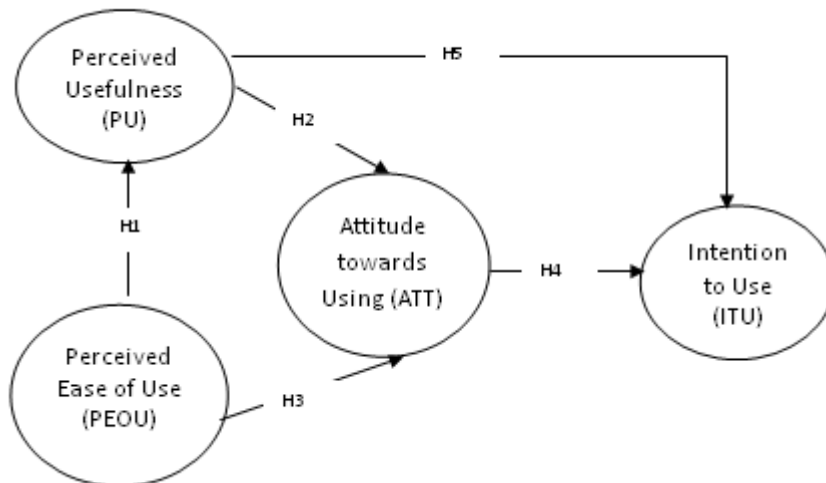 Perceived
Usefulness
(PU)
H5
H2
H1
Attitude
towards
Using (ATT)
H4
Intention
to Use
(ITU)
Perceived
Ease of Use
(PEOU)
H3